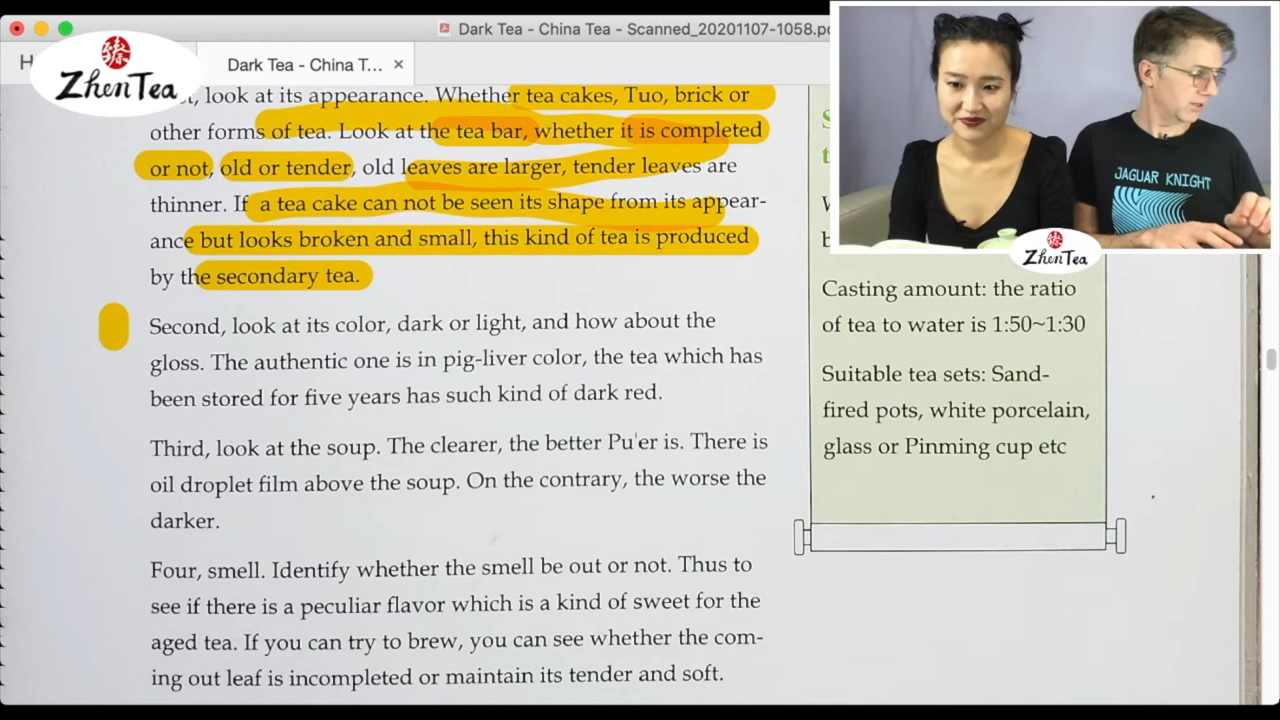 Dark Tea - China Tea - Scanned_20201107-1058.p
臻茶
ZhenTea
Dark Tea - China T... ×
look at its appearance. Whether tea cakes, Tuo, brick or
other forms of tea. Look at the tea bar, whether it is completed
or not, old or tender, old leaves are larger, tender leaves are
thinner. If a tea cake can not be seen its shape from its appear-
ance but looks broken and small, this kind of tea is produced
by the secondary tea.
Second, look at its color, dark or light, and how about the
gloss. The authentic one is in pig-liver color, the tea which has
been stored for five years has such kind of dark red.
Third, look at the soup. The clearer, the better Pu'er is. There is
oil droplet film above the soup. On the contrary, the worse the
darker.
Four, smell. Identify whether the smell be out or not. Thus to
see if there is a peculiar flavor which is a kind of sweet for the
aged tea. If you can try to brew, you can see whether the com-
ing out leaf is incompleted or maintain its tender and soft.
JAGUAR KNIGHT
ZhenTea
Casting amount: the ratio
of tea to water is 1:50~1:30
Suitable tea sets: Sand-
fired pots, white porcelain,
glass or Pinming cup etc